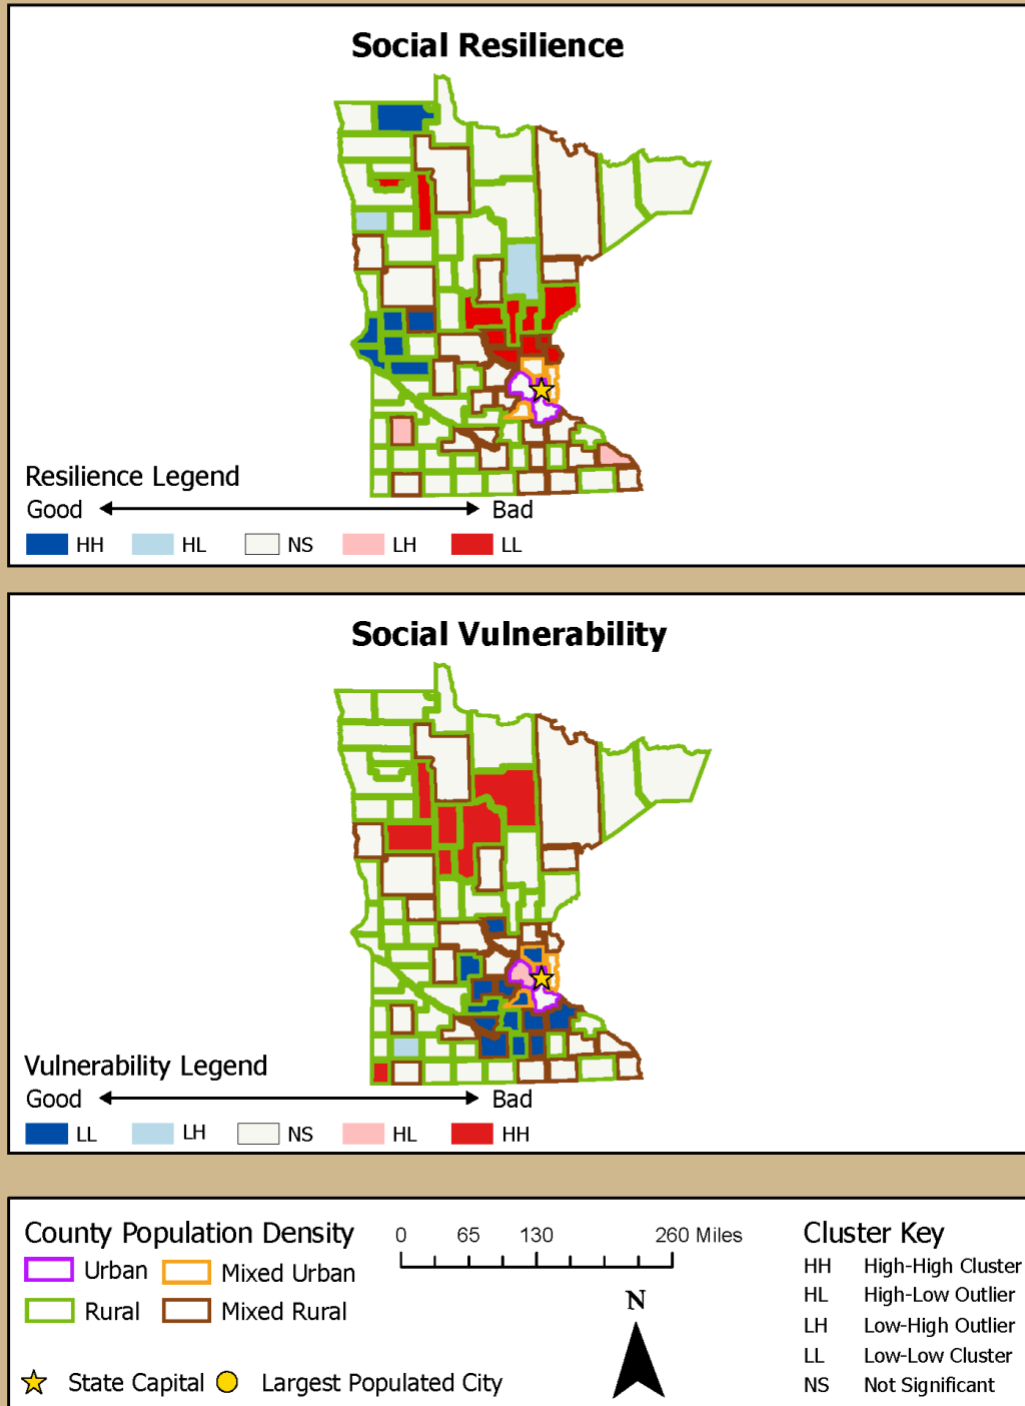 Social Resilience
Resilience Legend
Good Bad
HH HL NS LH LL
Social Vulnerability
Vulnerability Legend
Good Bad
LL LH NS HL HH
County Population Density
Urban Mixed Urban
Rural Mixed Rural
State Capital Largest Populated City
0 65 130 260 Miles
N
Cluster Key
HH High-High Cluster
HL High-Low Outlier
LH Low-High Outlier
LL Low-Low Cluster
NS Not Significant